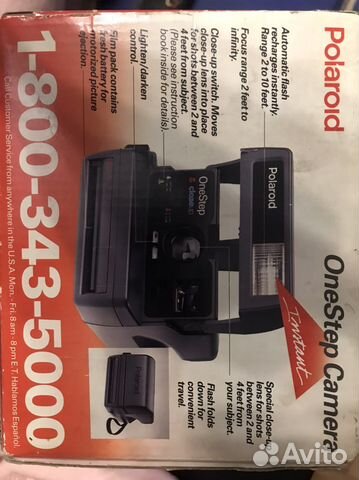 Polaroid
OneStep Camera
Instant
Automatic flash
recharges instantly.
Range 2 to 10 feet.
Focus range 2 feet to
infinity.
Close-up switch. Moves
close-up lens into place
for shots between 2 and
4 feet from subject.
(Please see instruction
book inside for details).
Lighten/darken
control.
Film pack contains
fresh battery for
motorized picture
ejection.
OneStep
close up
Polaroid
Special close-up
lens for shots
between 2 and
4 feet from
your subject.
Flash folds
down for
convenient
travel.
Polaroid
1-800-343-5000
Call Customer Service from anywhere in the U.S.A. Mon.-Fri. 8 am - 8 pm E.T. Hablamos Español
Avito